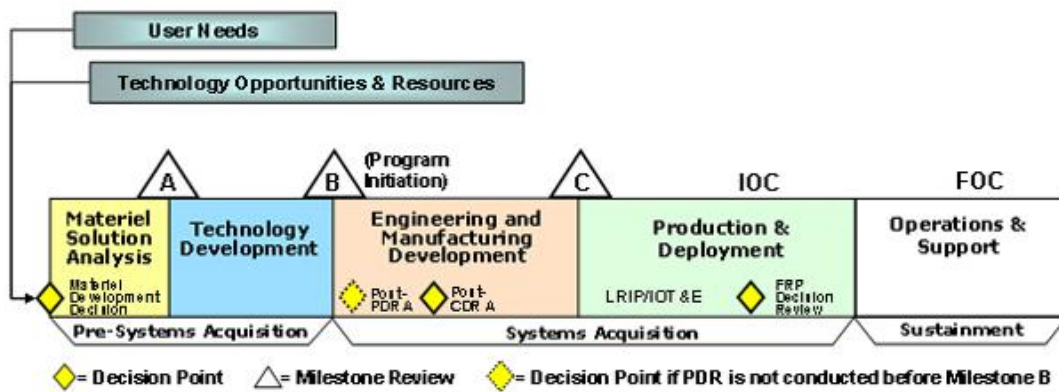 User Needs
Technology Opportunities & Resources
A
B
(Program
Initiation)
C
IOC
FOC
Materiel
Solution
Analysis
Technology
Development
Engineering and
Manufacturing
Development
Production &
Deployment
Operations &
Support
Materiel
Development
Decision
Post-
PDR A
Post-
CDR A
LRIP/IOT &E
FRP
Decision
Review
Pre-Systems Acquisition
Systems Acquisition
Sustainment
= Decision Point
= Milestone Review
= Decision Point if PDR is not conducted before Milestone B